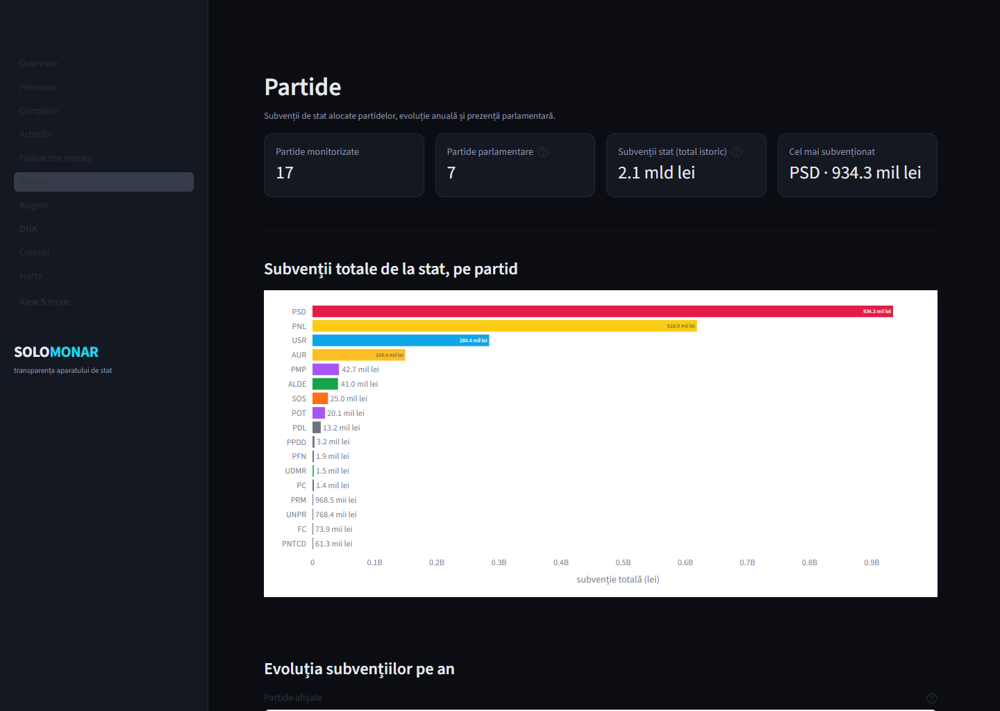 Overview
Persoane
Companii
Achizitii
Follow the money
Partide
Bugete
DNA
Comisii
Harta
View 5 more
SOLOMONAR
transparența aparatului de stat
Partide
Subvenții de stat alocate partidelor, evoluție anuală și prezență parlamentară.
Partide monitorizate
17
Partide parlamentare
7
Subvenții stat (total istoric)
2.1 mld lei
Cel mai subvenționat
PSD · 934.3 mil lei
Subvenții totale de la stat, pe partid
PSD 934.3 mil lei
PNL 618.9 mil lei
USR 284.4 mil lei
AUR 149.4 mil lei
PMP 42.7 mil lei
ALDE 41.0 mil lei
SOS 25.0 mil lei
POT 20.1 mil lei
PDL 13.2 mil lei
PPDD 3.2 mil lei
PFN 1.9 mil lei
UDMR 1.5 mil lei
PC 1.4 mil lei
PRM 968.5 mii lei
UNPR 768.4 mii lei
FC 73.9 mii lei
PNTCD 61.3 mii lei
0 0.1B 0.2B 0.3B 0.4B 0.5B 0.6B 0.7B 0.8B 0.9B
subvenție totală (lei)
Evoluția subvențiilor pe an
Partide afișate